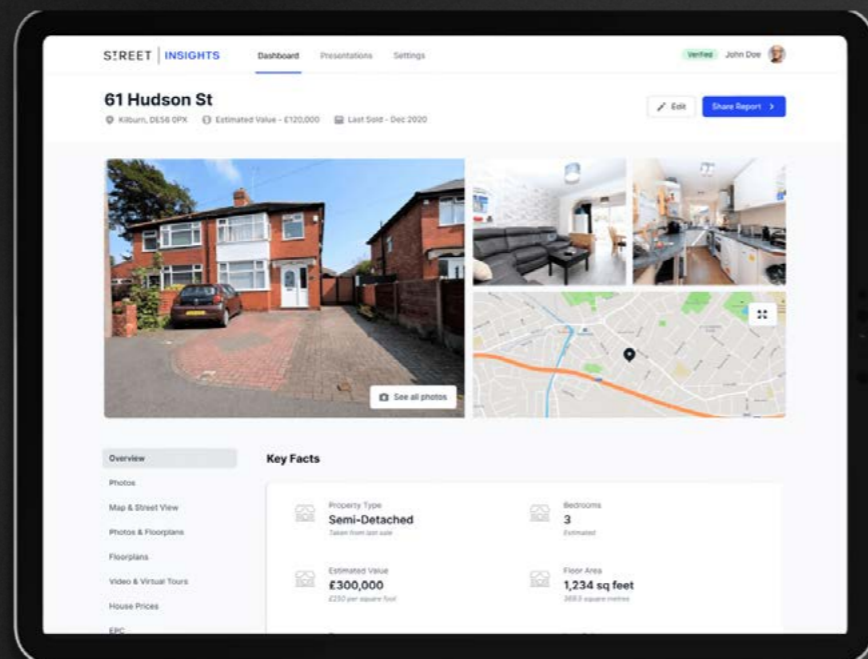 STREET | INSIGHTS Dashboard Presentations Settings Verified John Doe
61 Hudson St
Kilburn, DE56 0PX Estimated Value - £120,000 Last Sold - Dec 2020
Edit Share Report
See all photos
Overview
Photos
Map & Street View
Photos & Floorplans
Floorplans
Video & Virtual Tours
House Prices
EPC
Key Facts
Property Type
Semi-Detached
Taken from last sale
Bedrooms
3
Estimated
Estimated Value
£300,000
£250 per square foot
Floor Area
1,234 sq feet
3653 square metres